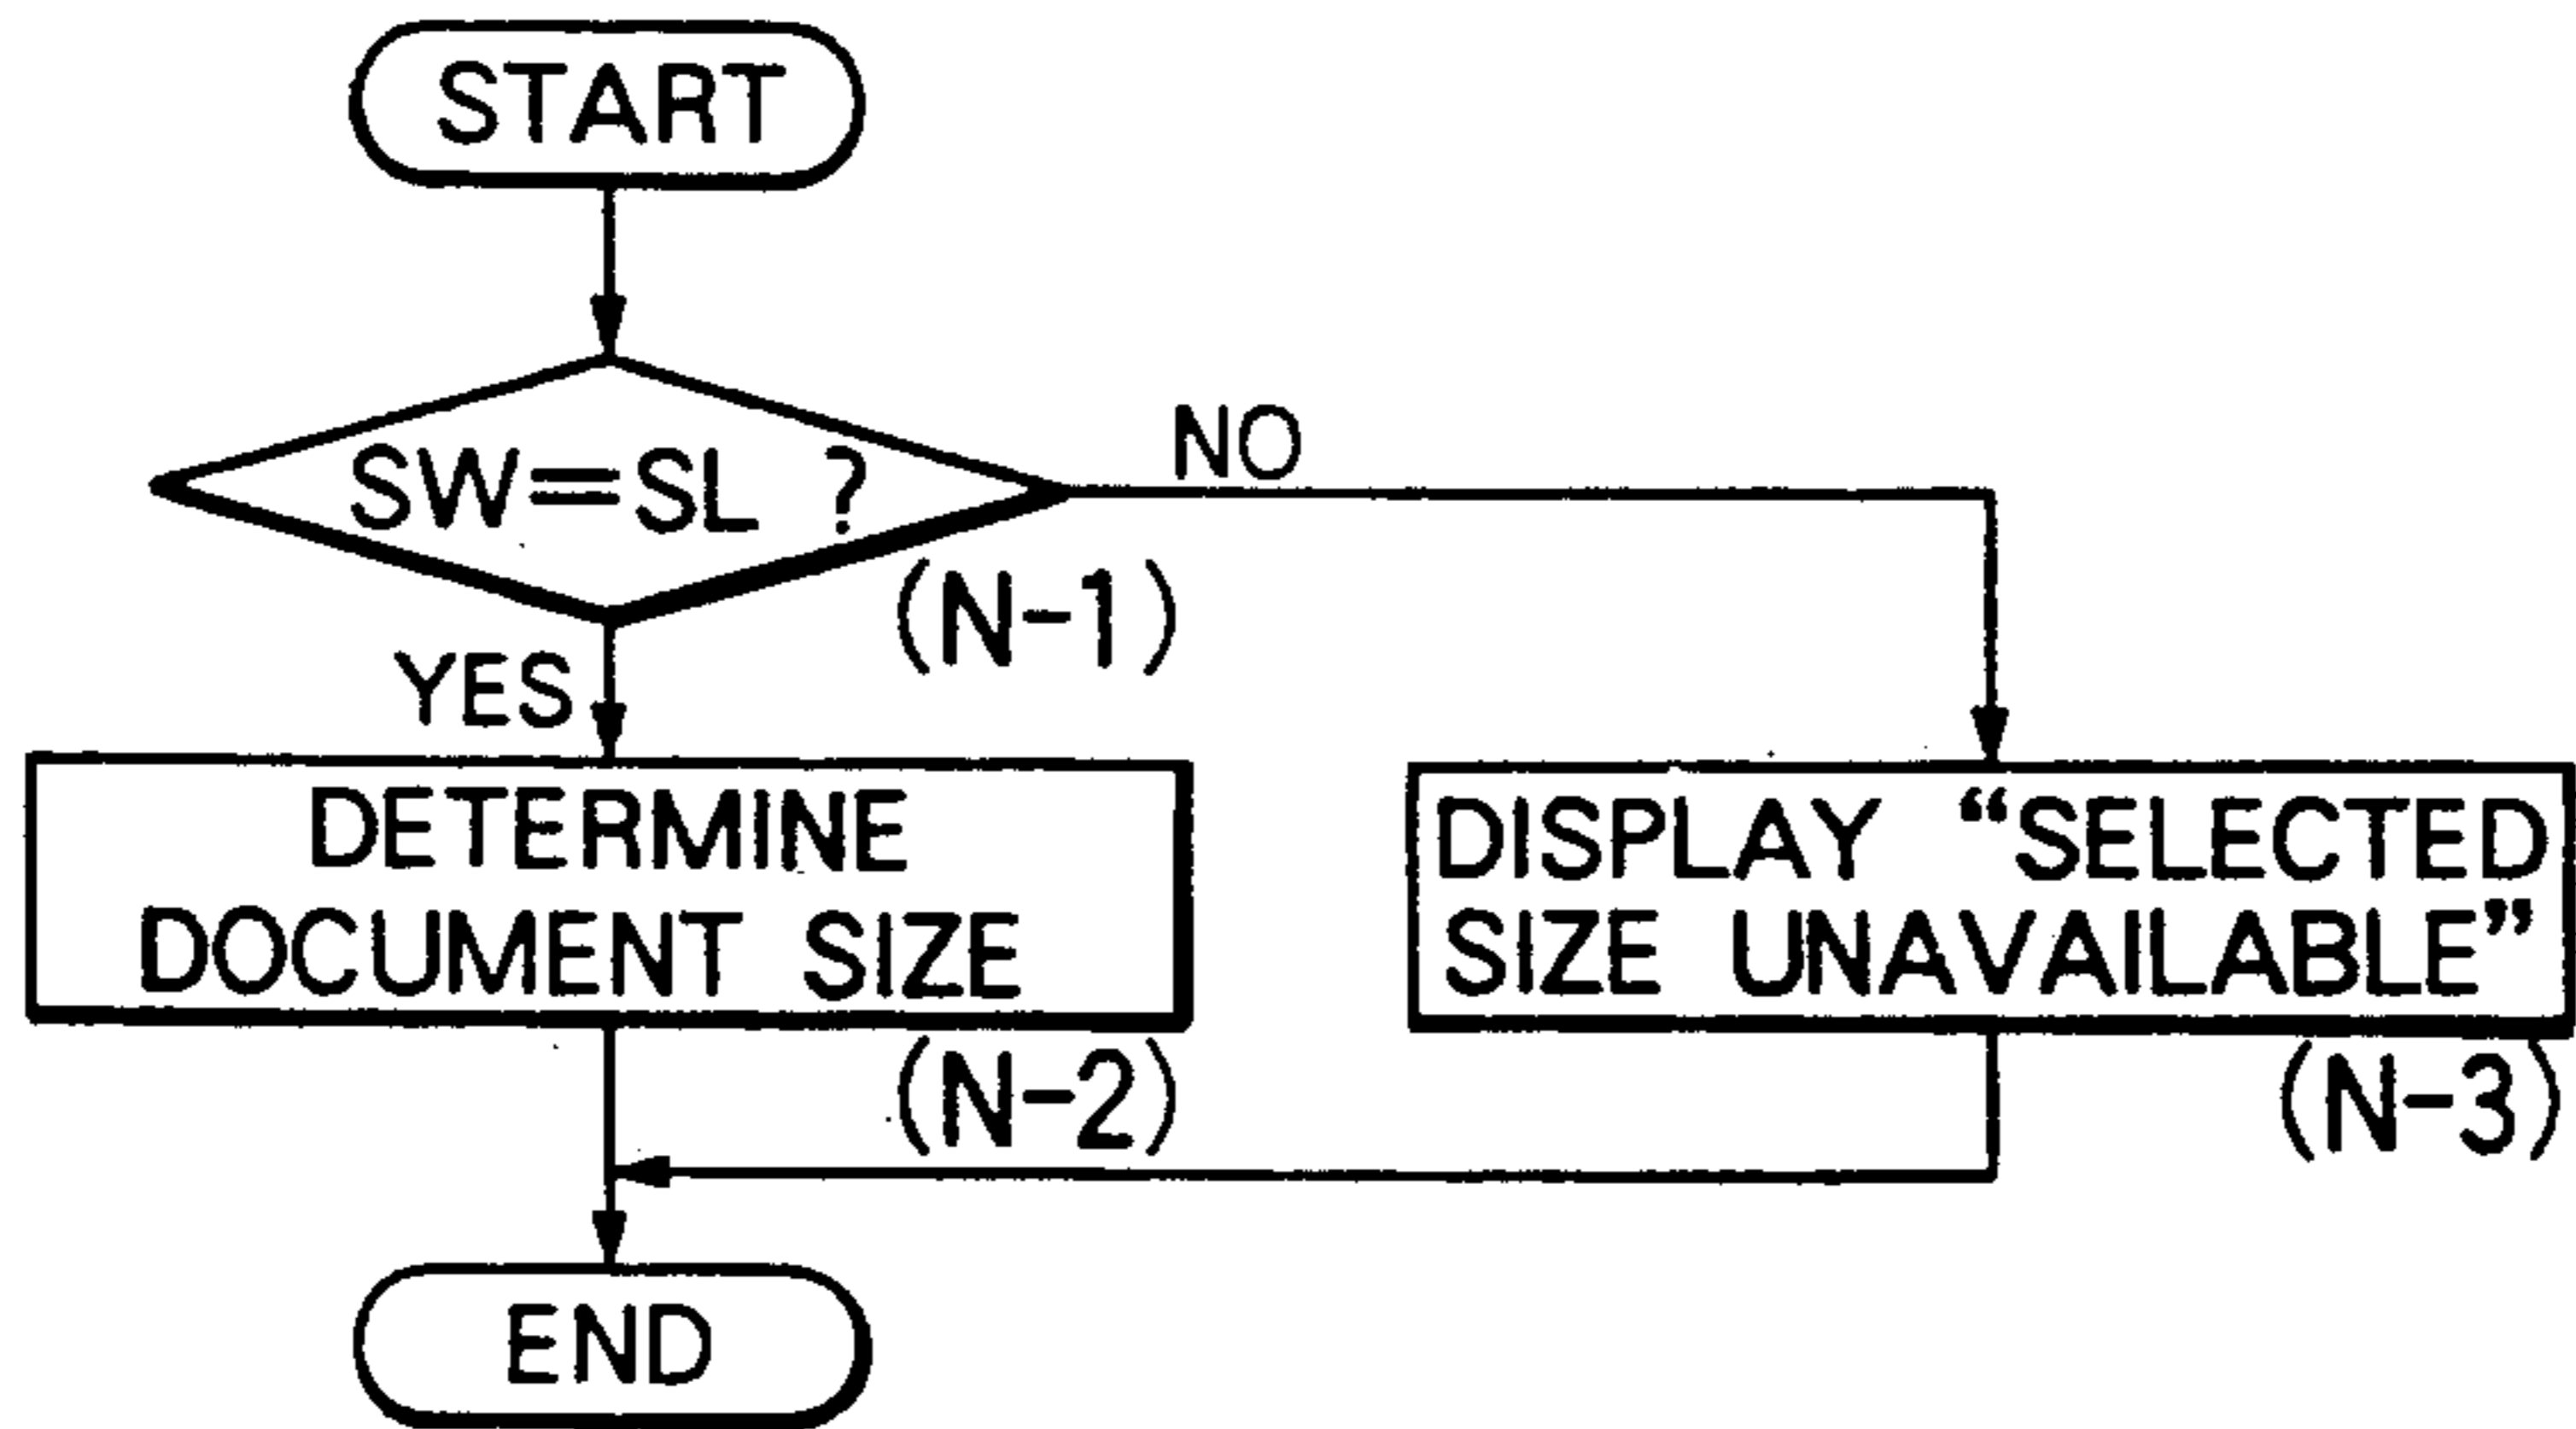 START
SW=SL ?
NO
(N-1)
YES
DETERMINE
DOCUMENT SIZE
(N-2)
DISPLAY “SELECTED
SIZE UNAVAILABLE”
(N-3)
END